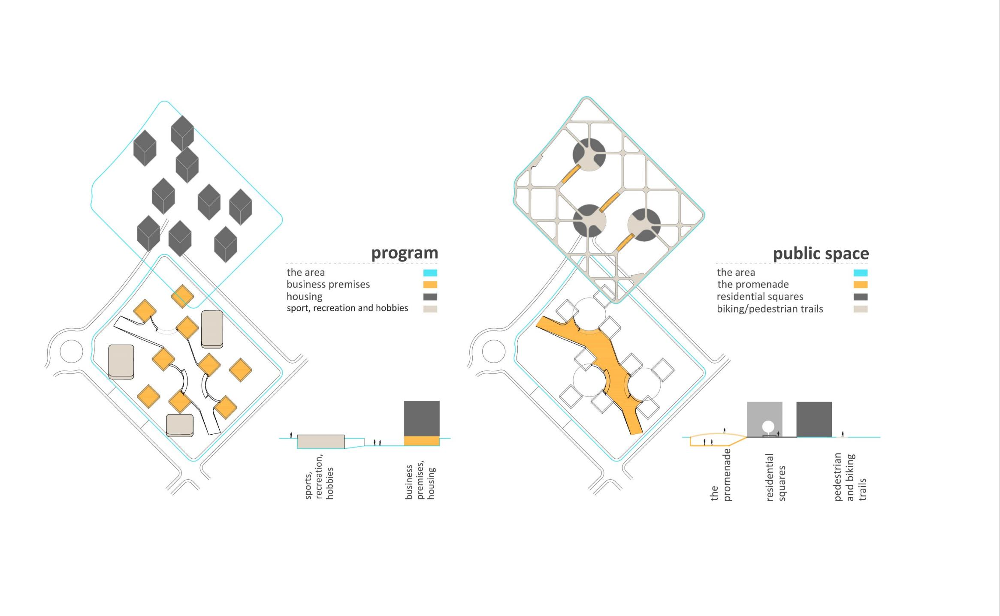 program
the area
business premises
housing
sport, recreation and hobbies
sports,
recreation,
hobbies
business
premises,
housing
public space
the area
the promenade
residential squares
biking/pedestrian trails
the
promenade
residential
squares
pedestrian
and biking
trails